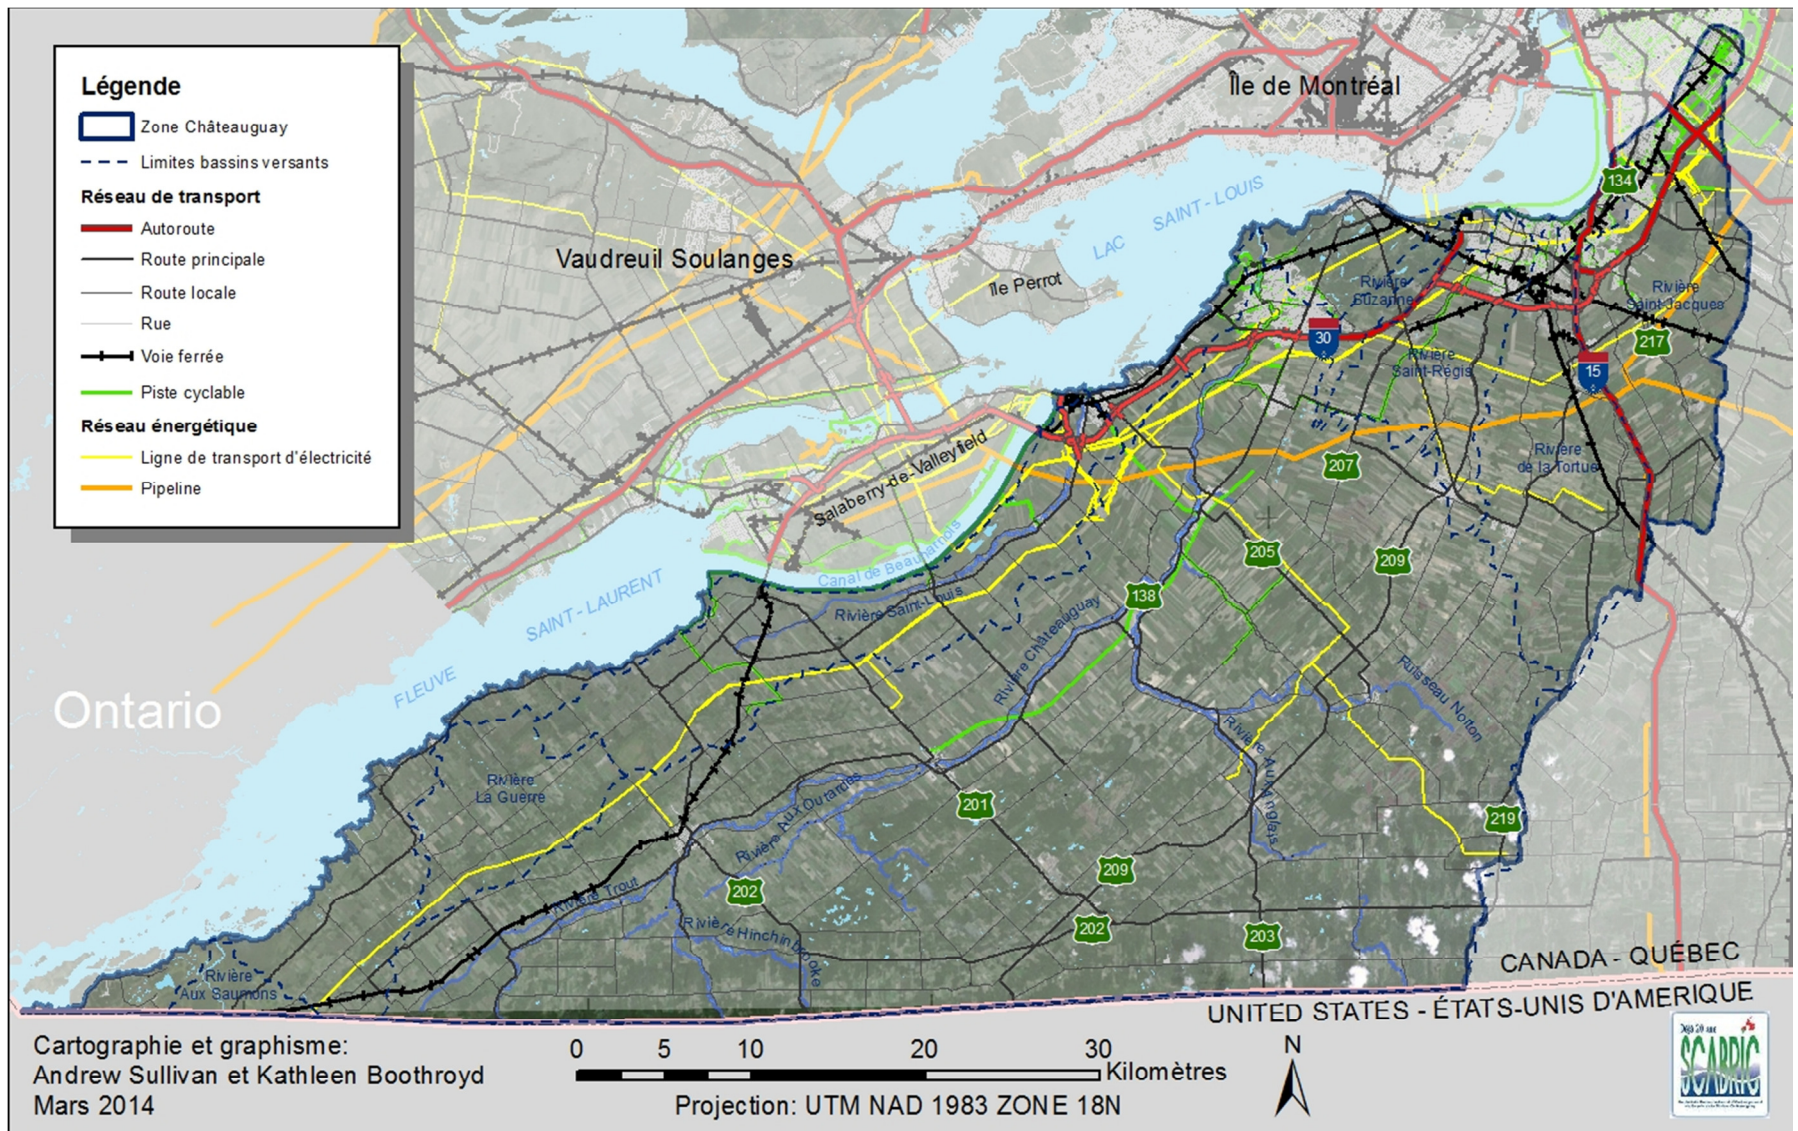 Légende
Zone Châteauguay
Limites bassins versants
Réseau de transport
Autoroute
Route principale
Route locale
Rue
Voie ferrée
Piste cyclable
Réseau énergétique
Ligne de transport d'électricité
Pipeline
Île de Montréal
Vaudreuil Soulanges
Île Perrot
LAC SAINT-LOUIS
134
Rivière
Suzanne
Rivière
Saint-Jacques
30
217
Rivière
Saint-Régis
15
Salaberry-de-Valleyfield
207
Rivière
de la Tortue
Canal de Beauharnois
205
209
FLEUVE SAINT-LAURENT
138
Rivière Saint-Louis
Rivière Châteauguay
Ontario
Ruisseau Norton
Rivière Aux Anglais
Rivière
La Guerre
201
219
Rivière Aux Outardes
209
202
Rivière Trout
Rivière Hinchinbrooke
202
203
Rivière
Aux Saumons
CANADA - QUÉBEC
UNITED STATES - ÉTATS-UNIS D'AMERIQUE
Cartographie et graphisme:
Andrew Sullivan et Kathleen Boothroyd
Mars 2014
0 5 10 20 30
Kilomètres
Projection: UTM NAD 1983 ZONE 18N
N
Déjà 20 ans
SCABRIC